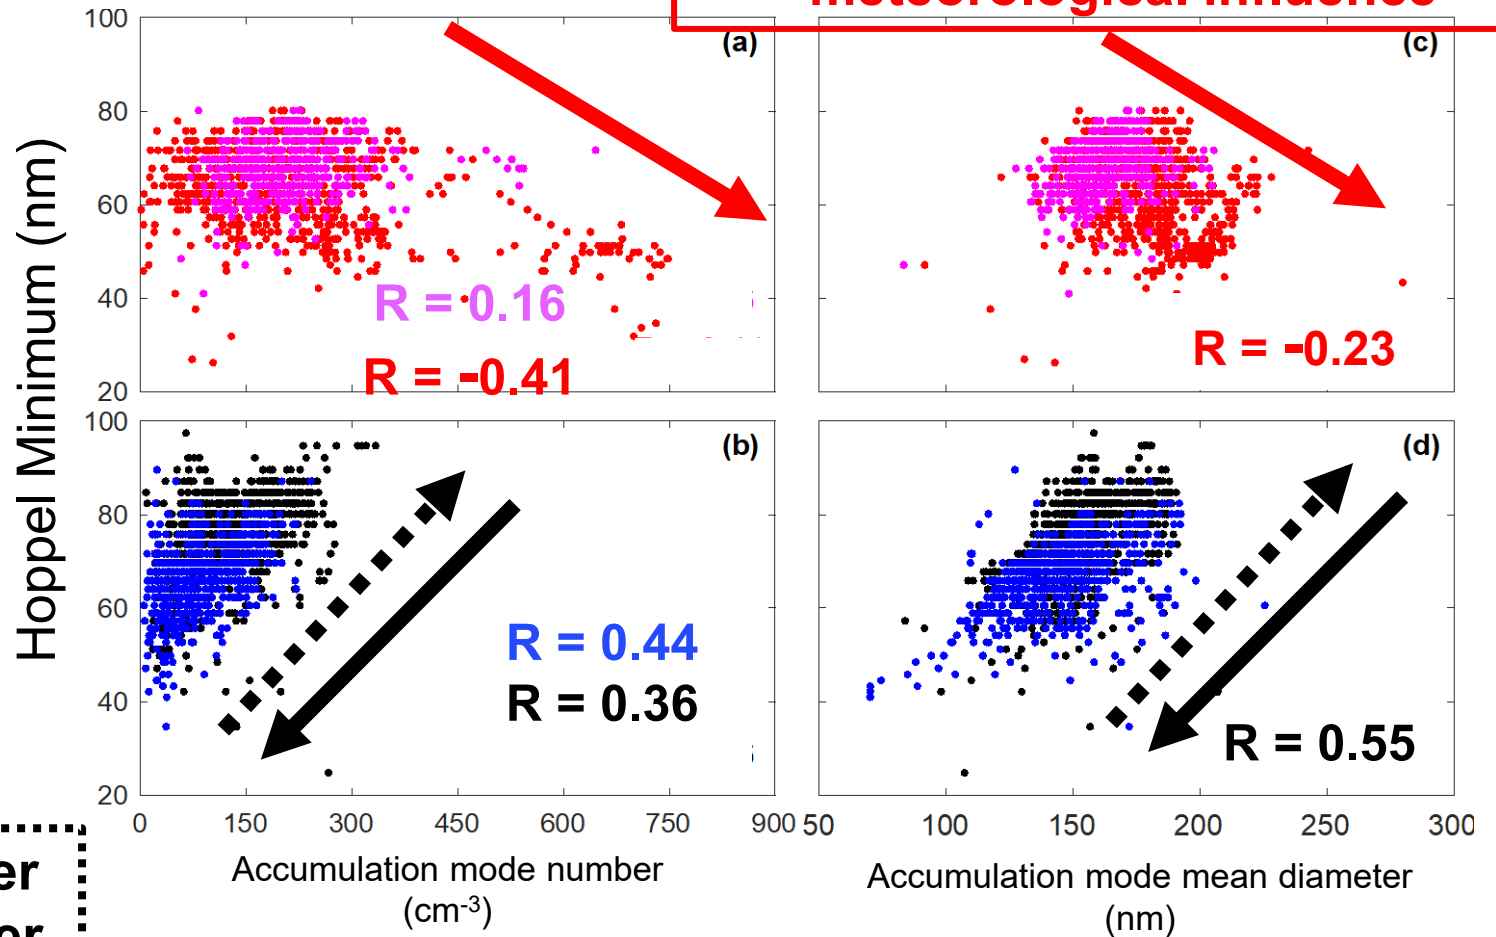 meteorological influence
100
(a)
(c)
80
60
40
20
R = 0.16
R = -0.41
R = -0.23
Hoppel Minimum (nm)
100
(b)
(d)
80
60
40
20
R = 0.44
R = 0.36
R = 0.55
0 150 300 450 600 750 900
50 100 150 200 250 300
Accumulation mode number
(cm-3)
Accumulation mode mean diameter
(nm)